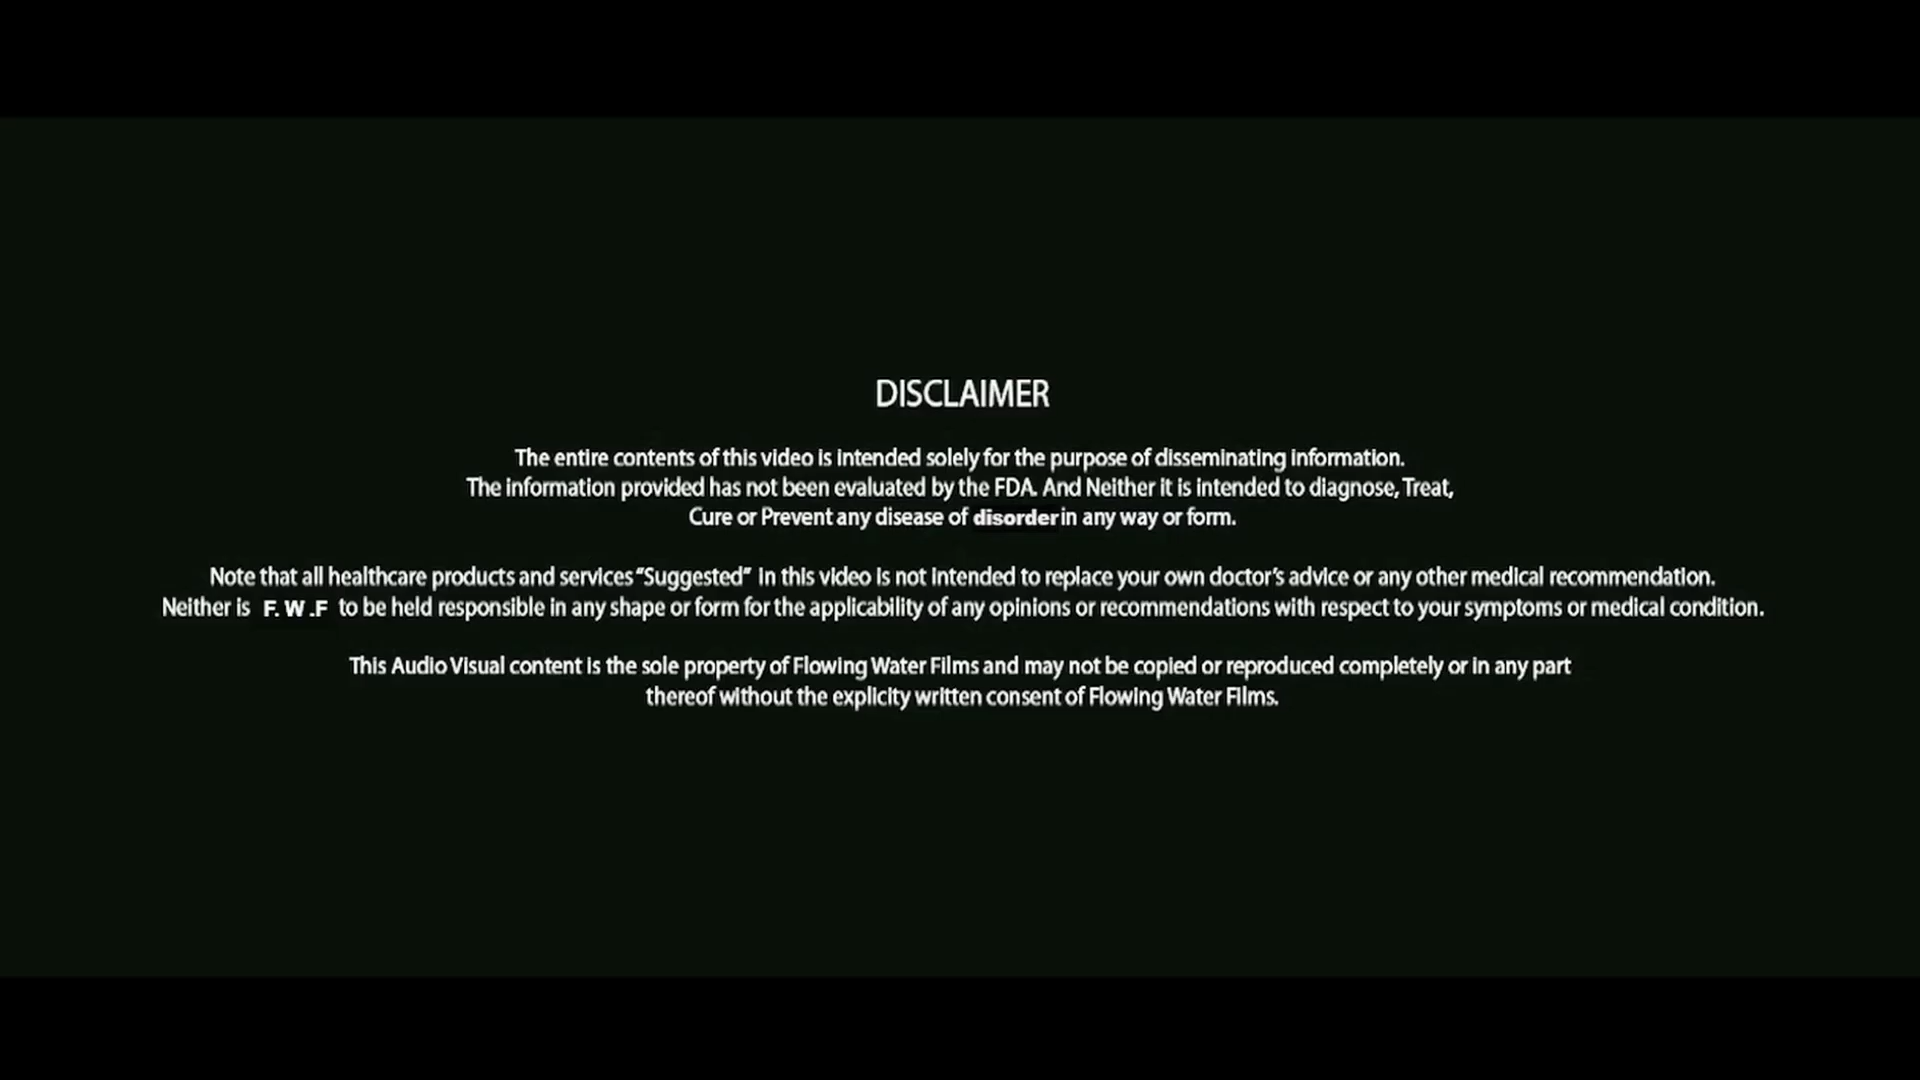 DISCLAIMER
The entire contents of this video is intended solely for the purpose of disseminating information.
The information provided has not been evaluated by the FDA. And Neither it is intended to diagnose, Treat,
Cure or Prevent any disease of disorder in any way or form.
Note that all healthcare products and services "Suggested" in this video is not intended to replace your own doctor's advice or any other medical recommendation.
Neither is F. W .F to be held responsible in any shape or form for the applicability of any opinions or recommendations with respect to your symptoms or medical condition.
This Audio Visual content is the sole property of Flowing Water Films and may not be copied or reproduced completely or in any part
thereof without the explicity written consent of Flowing Water Films.